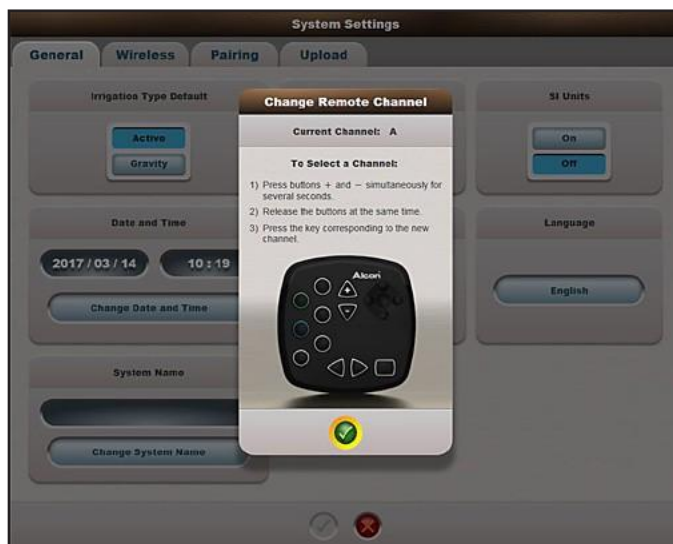 System Settings
General Wireless Pairing Upload
Irrigation Type Default
Active
Gravity
SI Units
On
Off
Date and Time
2017 / 03 / 14 10 : 19
Change Date and Time
Language
English
System Name
Change System Name
Change Remote Channel
Current Channel: A
To Select a Channel:
1) Press buttons + and − simultaneously for
several seconds.
2) Release the buttons at the same time.
3) Press the key corresponding to the new
channel.
Alcon
+
-